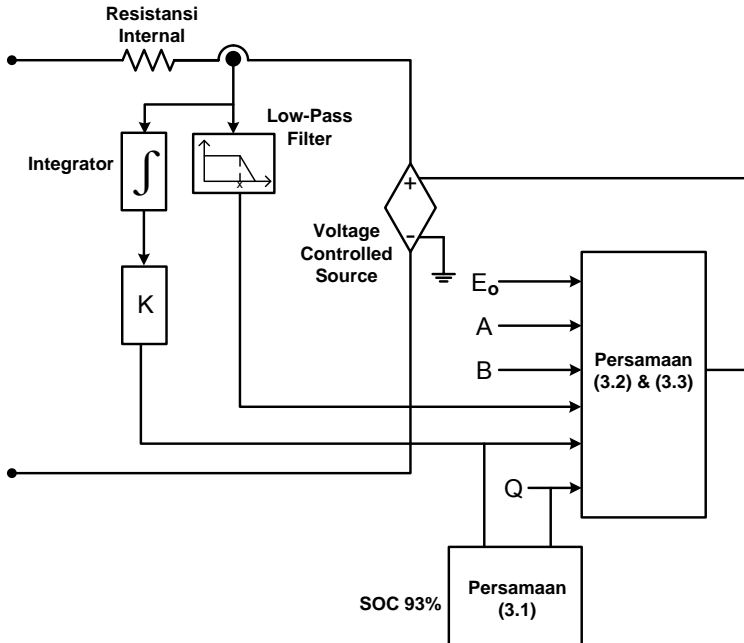 Resistansi
Internal
Low-Pass
Filter
Integrator
∫
x
K
Voltage
Controlled
Source
+
-
Eo
A
B
Q
Persamaan
(3.2) & (3.3)
SOC 93%
Persamaan
(3.1)